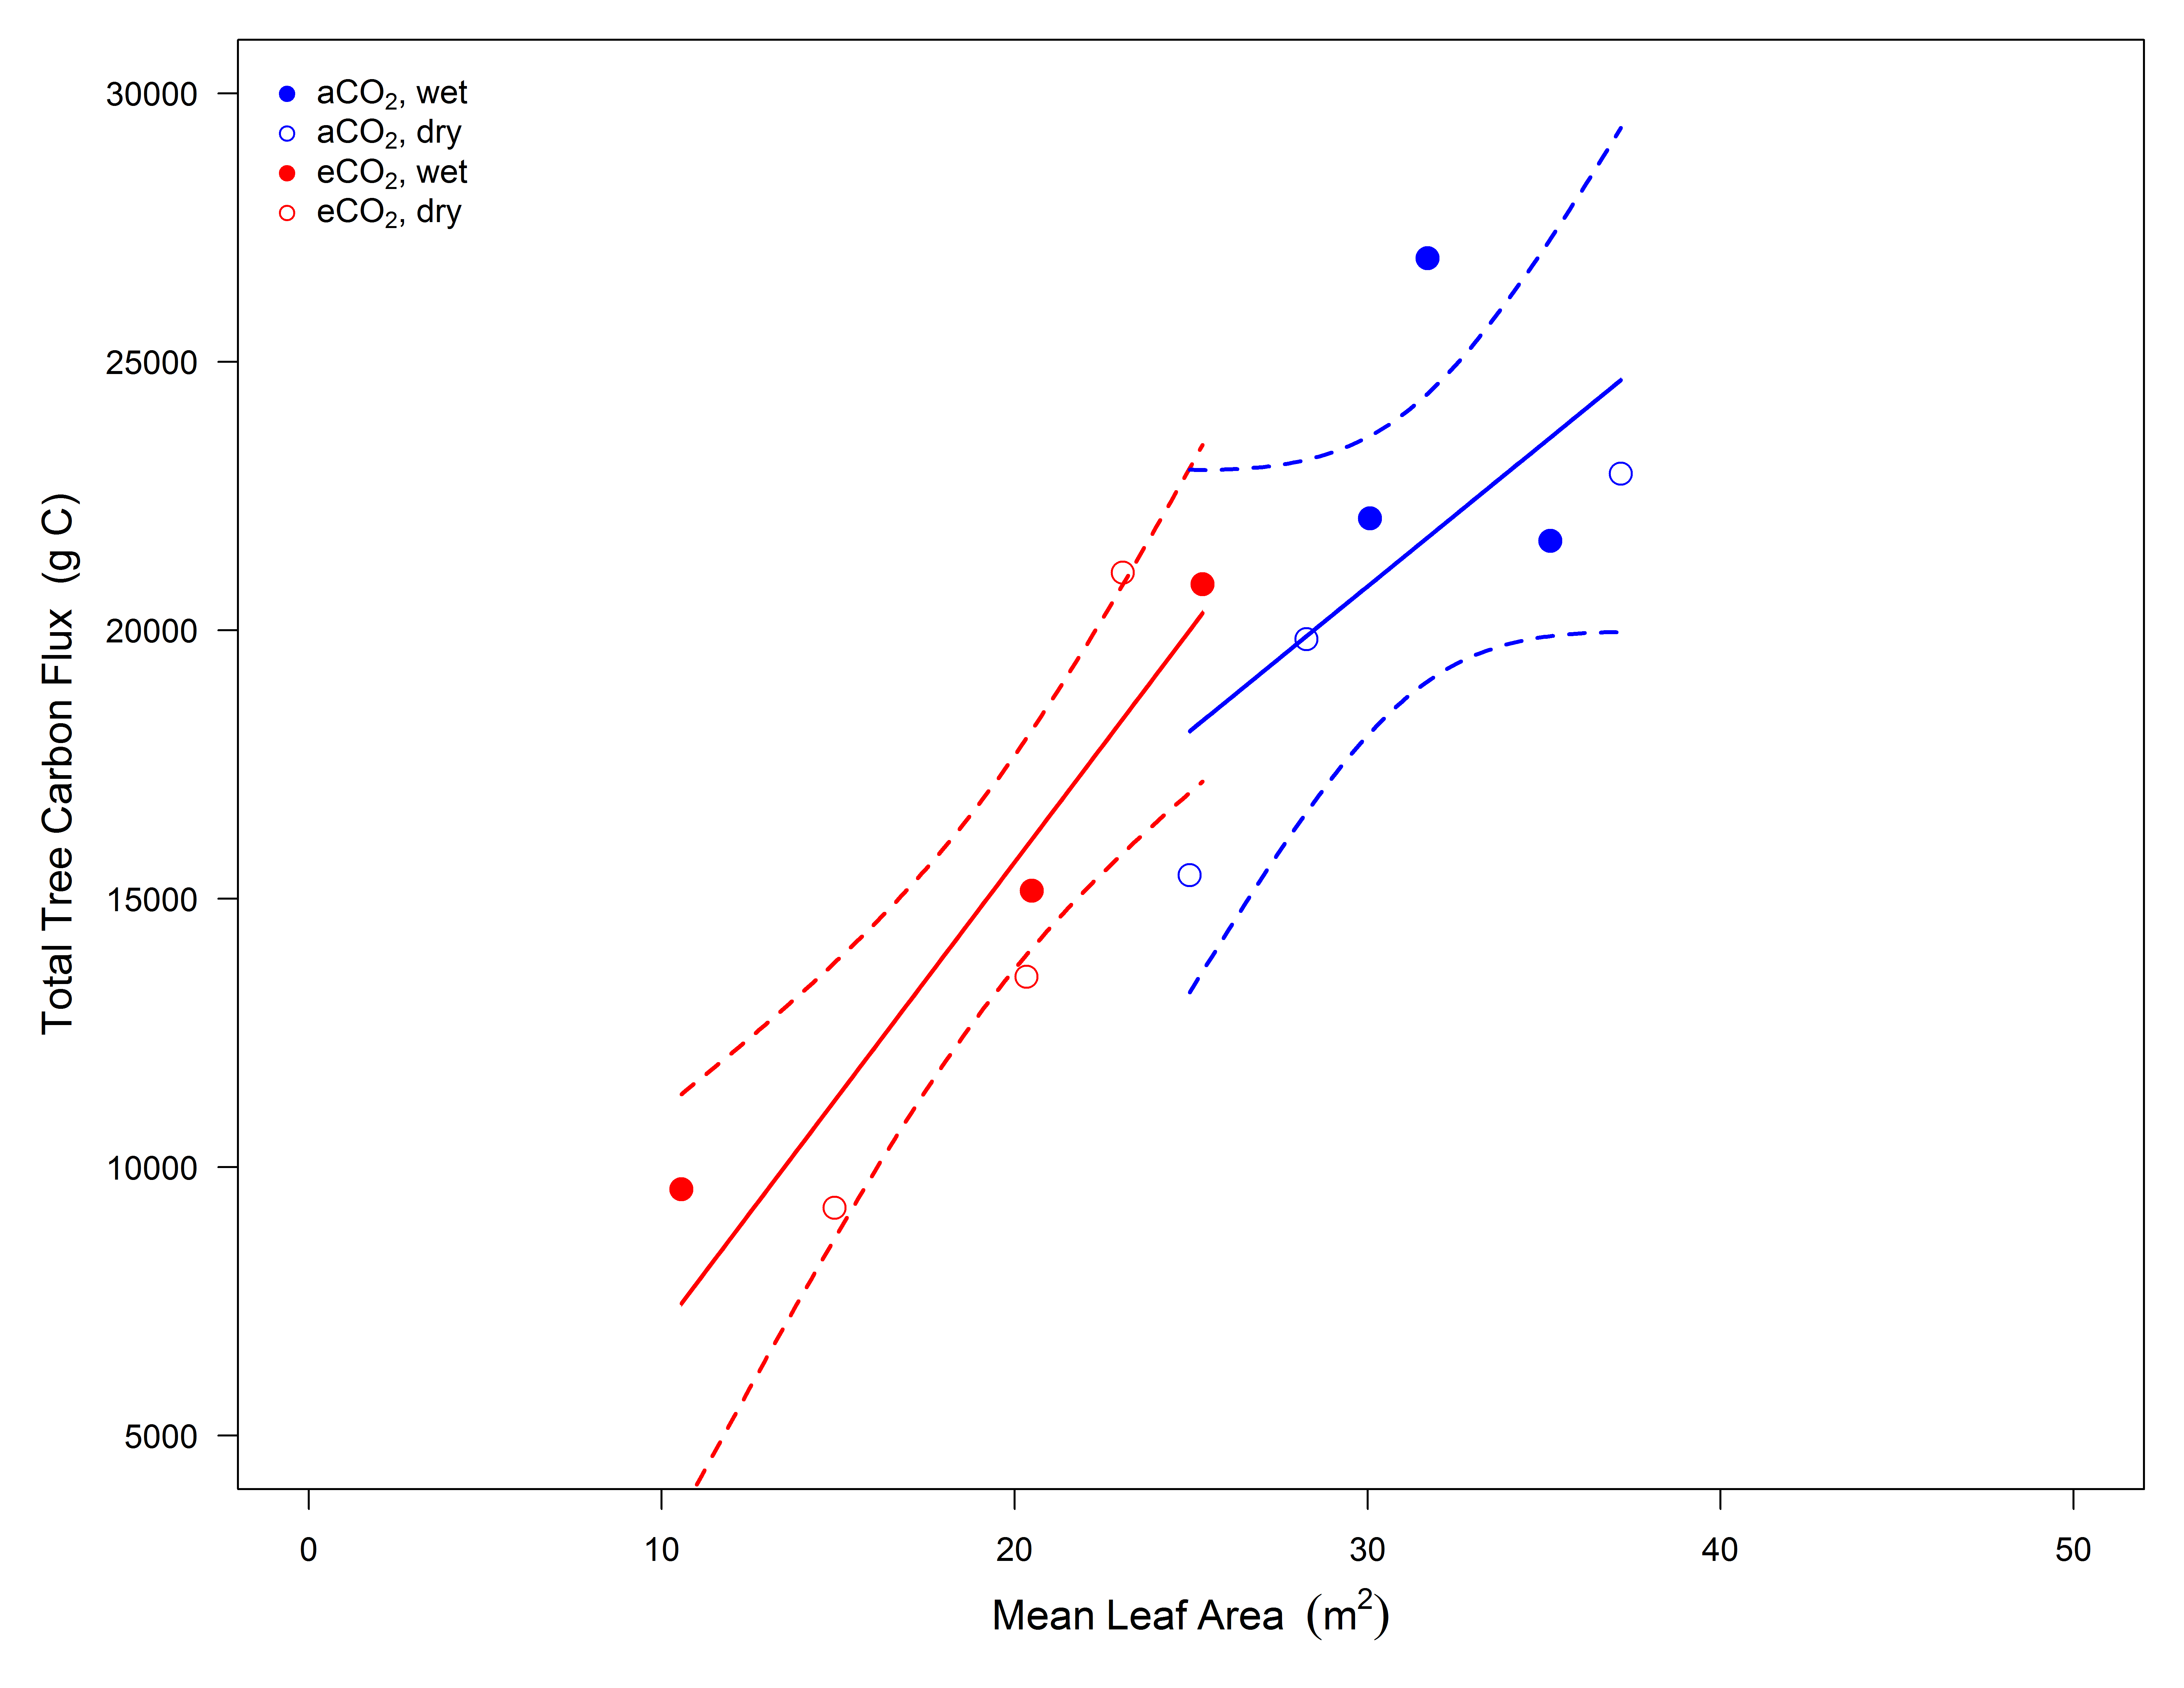 aCO₂, wet
aCO₂, dry
eCO₂, wet
eCO₂, dry
30000
25000
20000
15000
10000
5000
Total Tree Carbon Flux (g C)
0 10 20 30 40 50
Mean Leaf Area (m²)